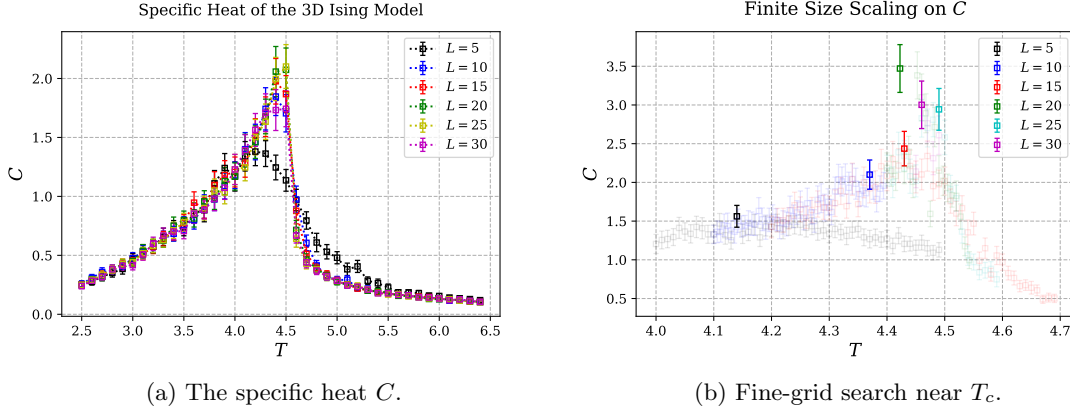 Specific Heat of the 3D Ising Model
C
2.0
1.5
1.0
0.5
0.0
2.5 3.0 3.5 4.0 4.5 5.0 5.5 6.0 6.5
T
L = 5
L = 10
L = 15
L = 20
L = 25
L = 30
(a) The specific heat C.
Finite Size Scaling on C
C
3.5
3.0
2.5
2.0
1.5
1.0
0.5
4.0 4.1 4.2 4.3 4.4 4.5 4.6 4.7
T
L = 5
L = 10
L = 15
L = 20
L = 25
L = 30
(b) Fine-grid search near Tc.